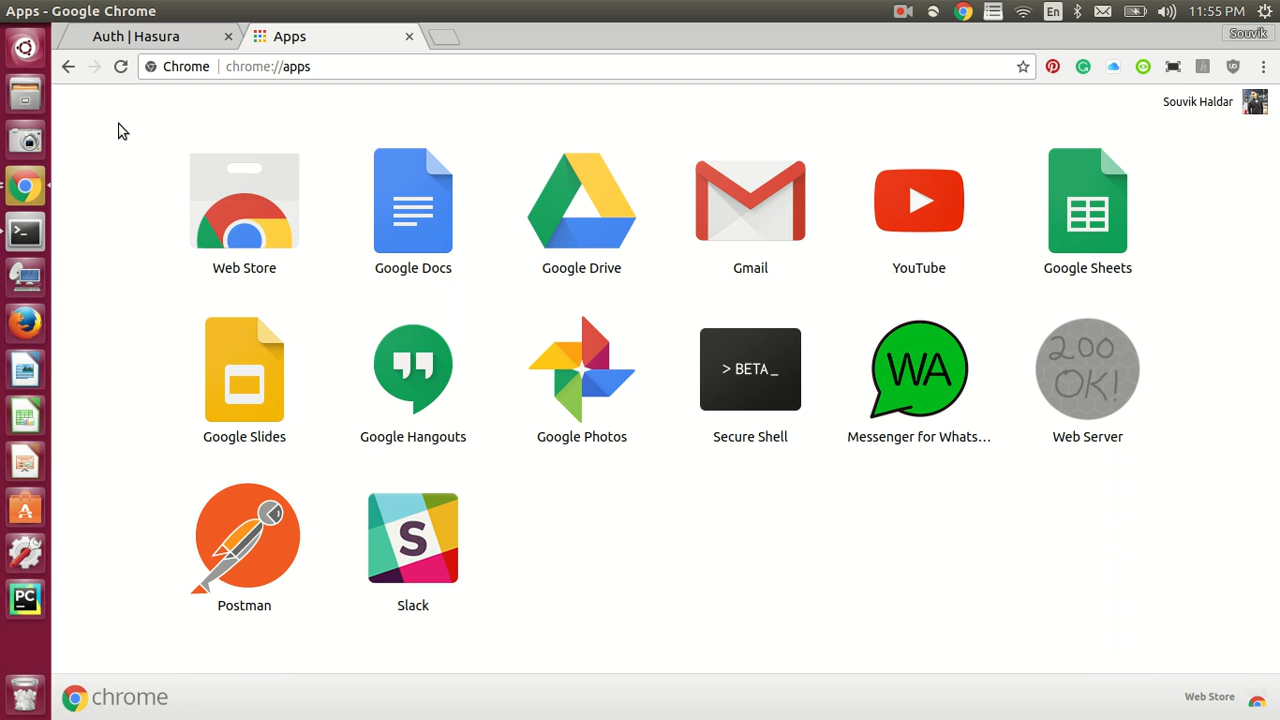 Apps - Google Chrome
En
11:55 PM
Auth | Hasura
Apps
Souvik
Chrome
chrome://apps
Souvik Haldar
Web Store
Google Docs
Google Drive
Gmail
YouTube
Google Sheets
> BETA_
WA
200
OK!
Google Slides
Google Hangouts
Google Photos
Secure Shell
Messenger for Whats...
Web Server
S
Postman
Slack
PC
chrome
Web Store